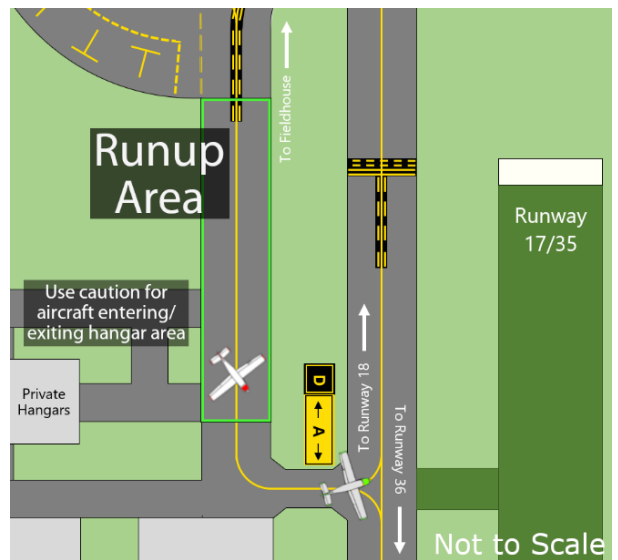 To Fieldhouse
Runup
Area
Runway
17/35
Use caution for
aircraft entering/
exiting hangar area
Private
Hangars
D
A
To Runway 18
To Runway 36
Not to Scale